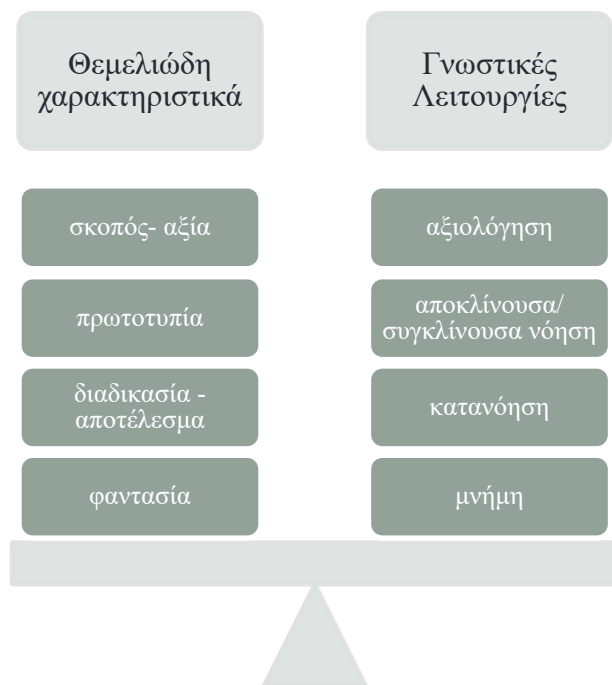 Θεμελιώδη
χαρακτηριστικά
Γνωστικές
Λειτουργίες
σκοπός- αξία
αξιολόγηση
πρωτοτυπία
αποκλίνουσα/
συγκλίνουσα νόηση
διαδικασία -
αποτέλεσμα
κατανόηση
φαντασία
μνήμη